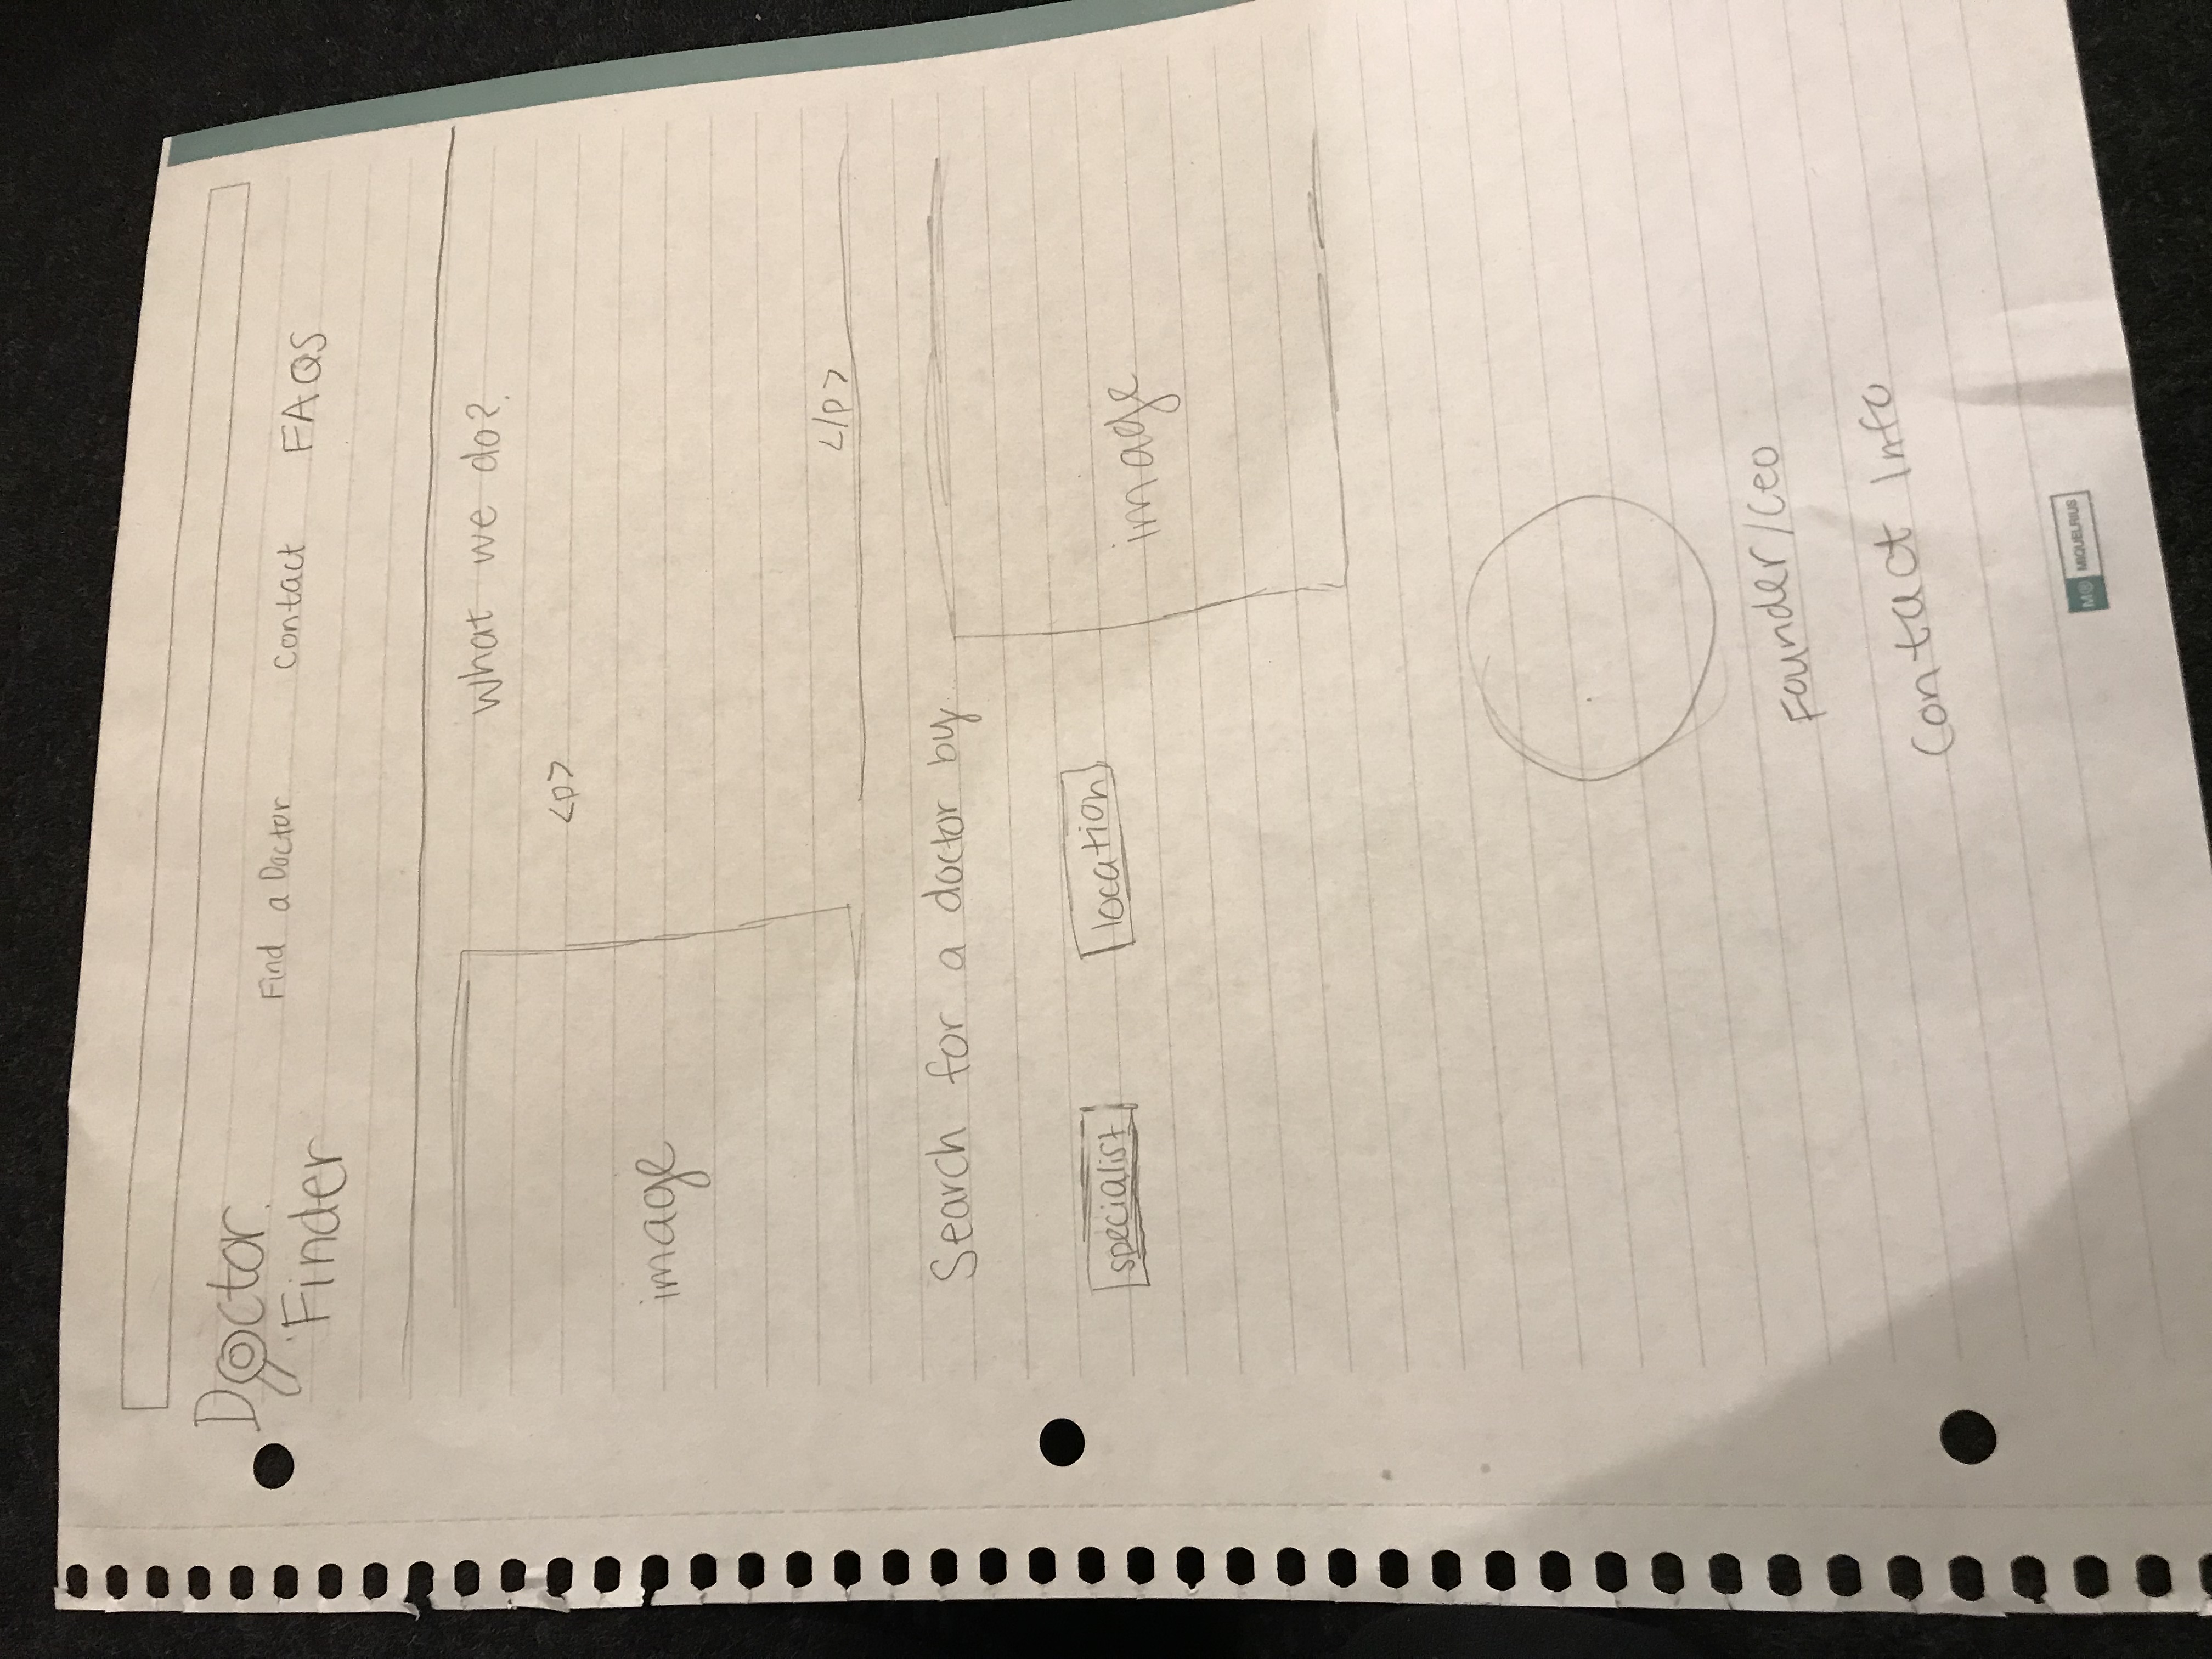 Doctor
Finder
Find a Doctor
Contact
FAQS
What we do?
<p>
image
</p>
Search for a doctor by..
specialist
location
image
Founder/Ceo
Contact Info
M® MIQUELRIUS